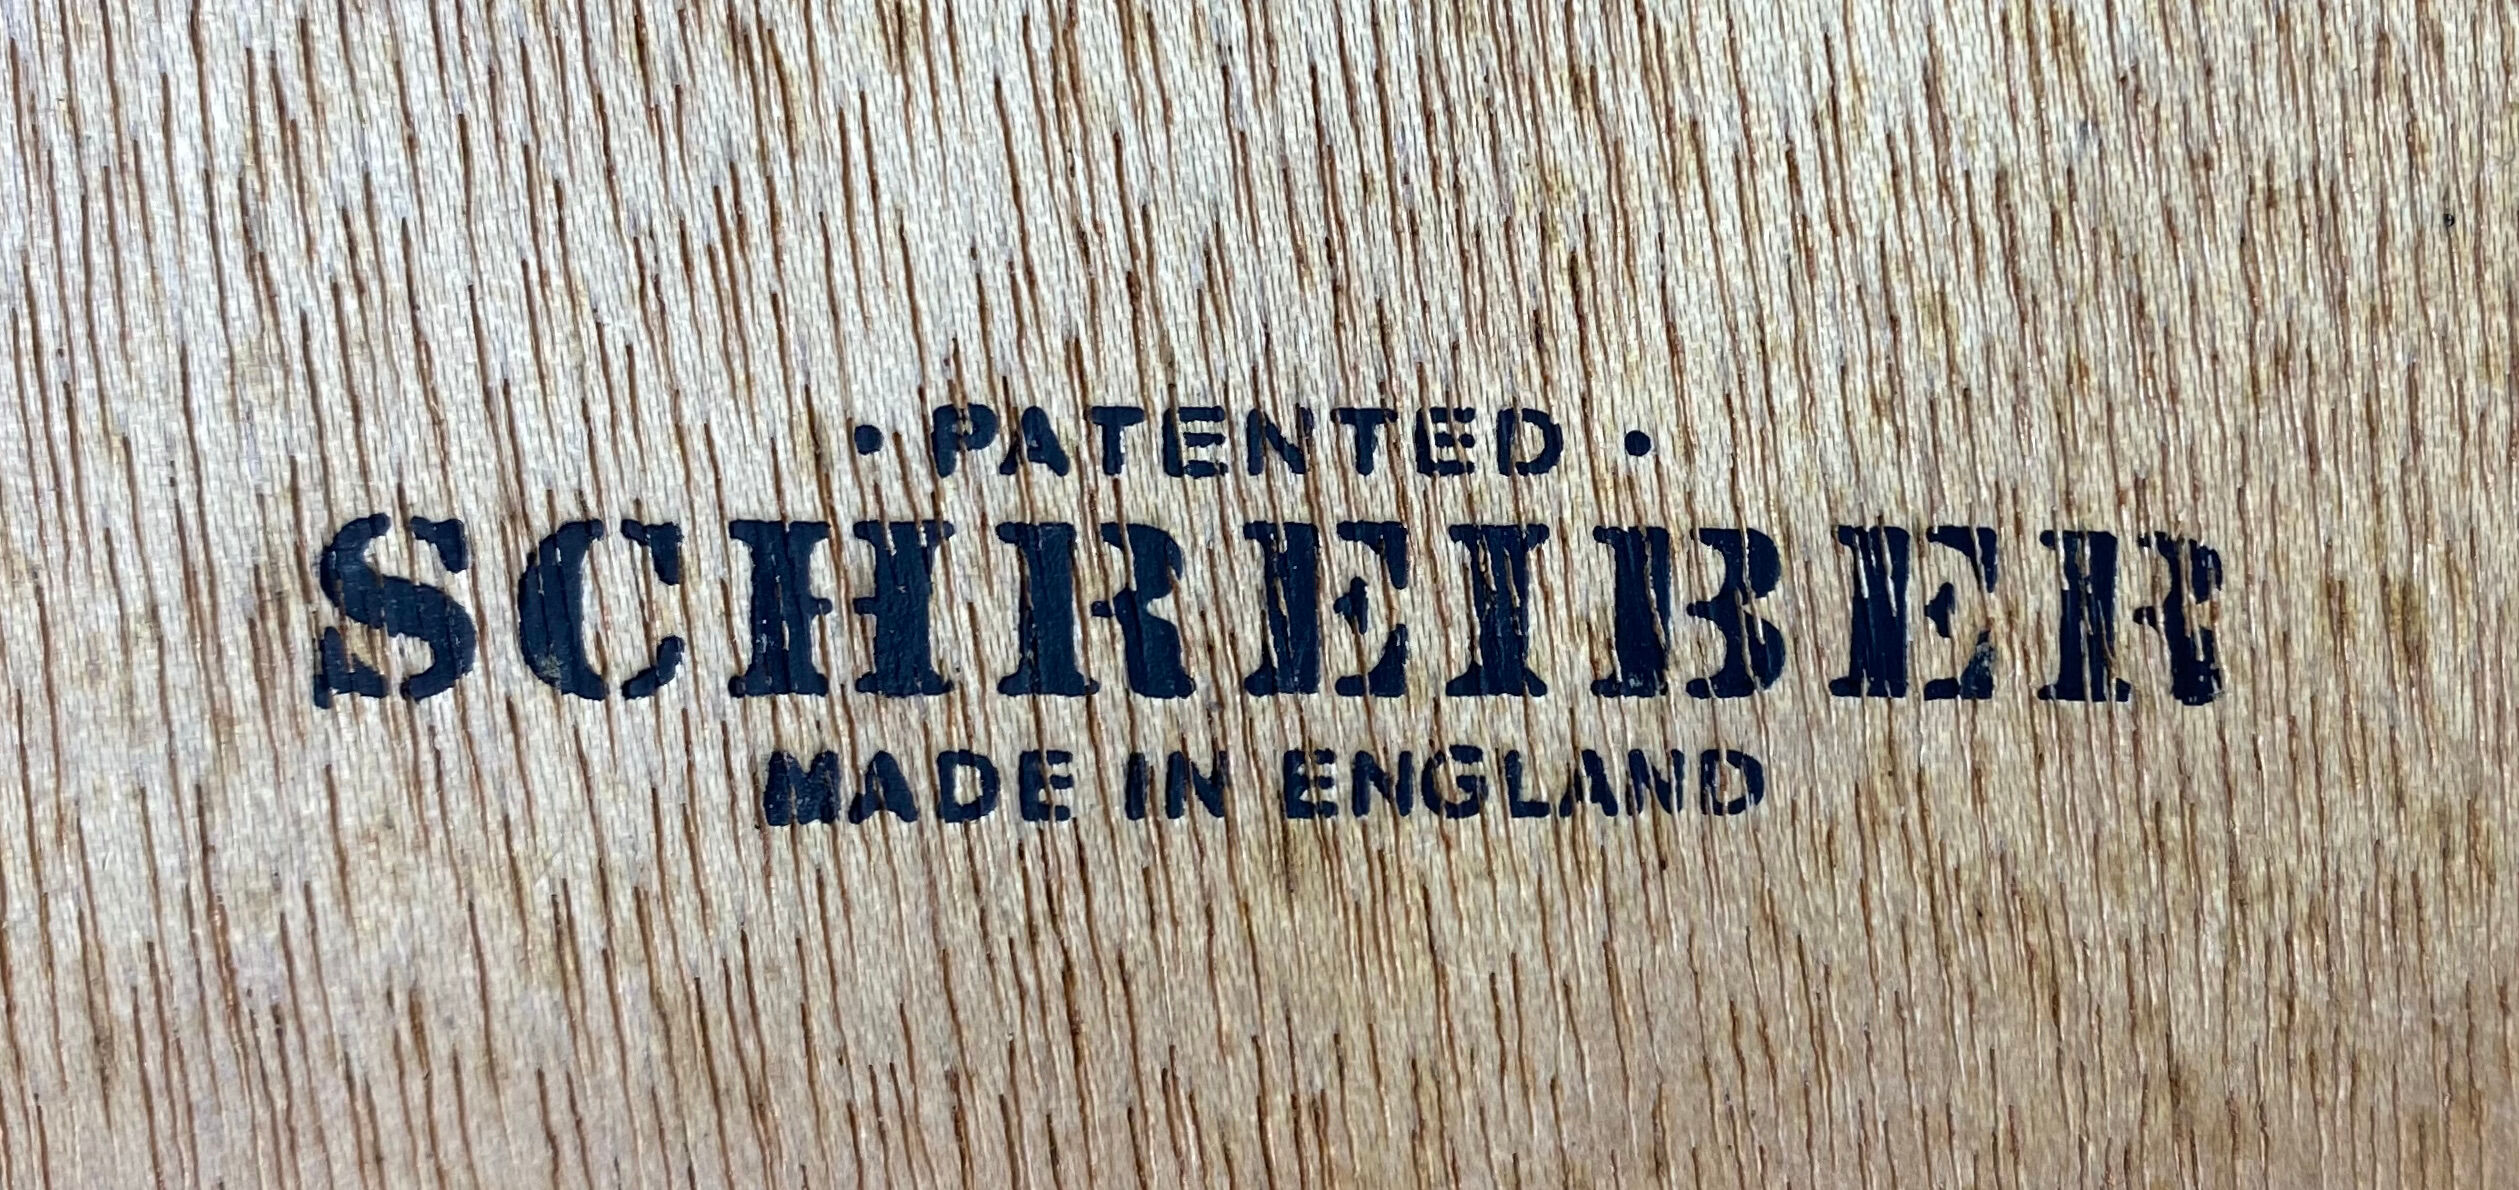 • PATENTED •
SCHREIBER
MADE IN ENGLAND